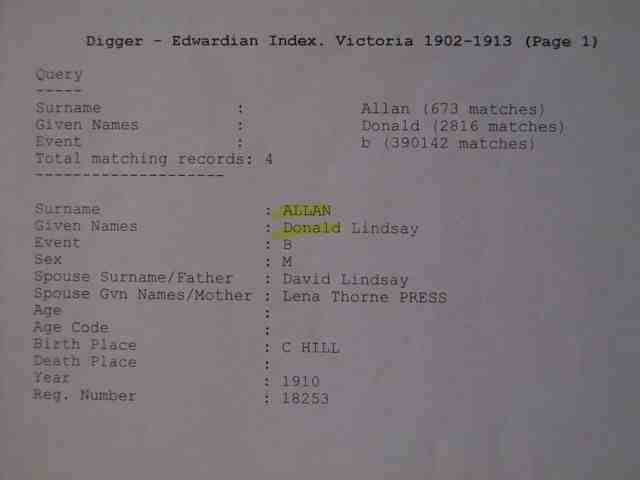 Digger - Edwardian Index. Victoria 1902-1913 (Page 1)
Query
-----
Surname : Allan (673 matches)
Given Names : Donald (2816 matches)
Event : b (390142 matches)
Total matching records: 4
--------------------
Surname : ALLAN
Given Names : Donald Lindsay
Event : B
Sex : M
Spouse Surname/Father : David Lindsay
Spouse Gvn Names/Mother : Lena Thorne PRESS
Age :
Age Code :
Birth Place : C HILL
Death Place :
Year : 1910
Reg. Number : 18253